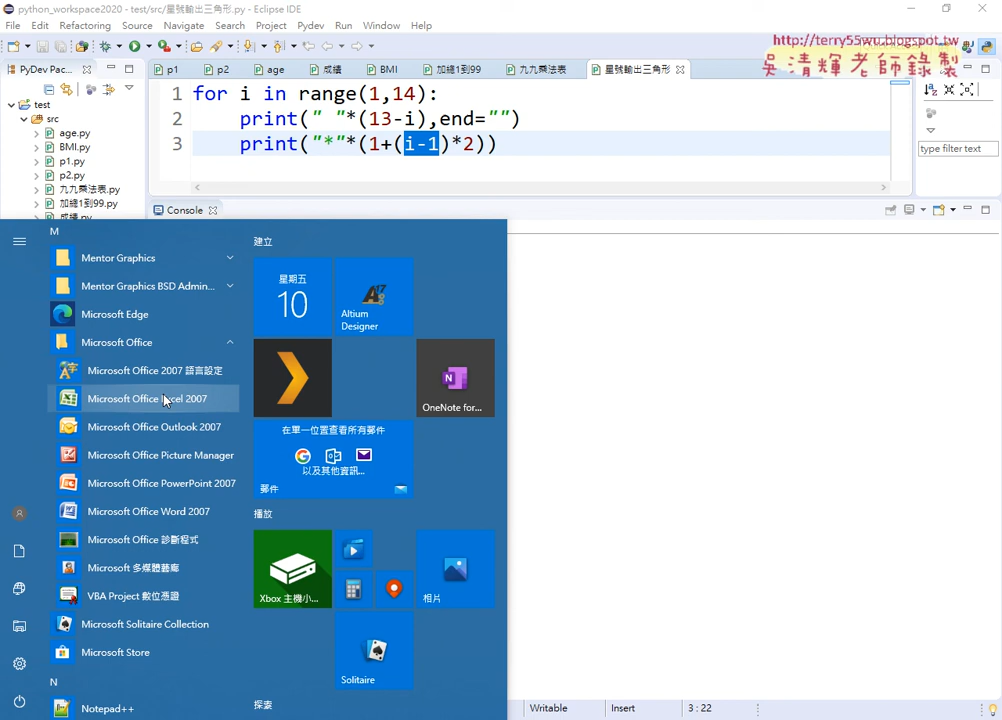 python_workspace2020 - test/src/星號輸出三角形.py - Eclipse IDE
File Edit Refactoring Source Navigate Search Project Pydev Run Window Help
http://terry55wu.blogspot.tw
吳清輝老師錄製
PyDev Pac...
p1 p2 age 成績 BMI 加總1到99 九九乘法表 星號輸出三角形
test
src
age.py
BMI.py
p1.py
p2.py
九九乘法表.py
加總1到99.py
成績.py
1 for i in range(1,14):
2 print(" "*(13-i),end="")
3 print("*"*(1+(i-1)*2))
type filter text
Console
M
Mentor Graphics
Mentor Graphics BSD Admin...
Microsoft Edge
Microsoft Office
Microsoft Office 2007 語言設定
Microsoft Office Excel 2007
Microsoft Office Outlook 2007
Microsoft Office Picture Manager
Microsoft Office PowerPoint 2007
Microsoft Office Word 2007
Microsoft Office 診斷程式
Microsoft 多媒體藝廊
VBA Project 數位憑證
Microsoft Solitaire Collection
Microsoft Store
N
Notepad++
建立
星期五
10
A17
Altium
Designer
N
OneNote for...
在單一位置查看所有郵件
以及其他資訊...
郵件
播放
Xbox 主機小...
相片
Solitaire
探索
Writable Insert 3 : 22